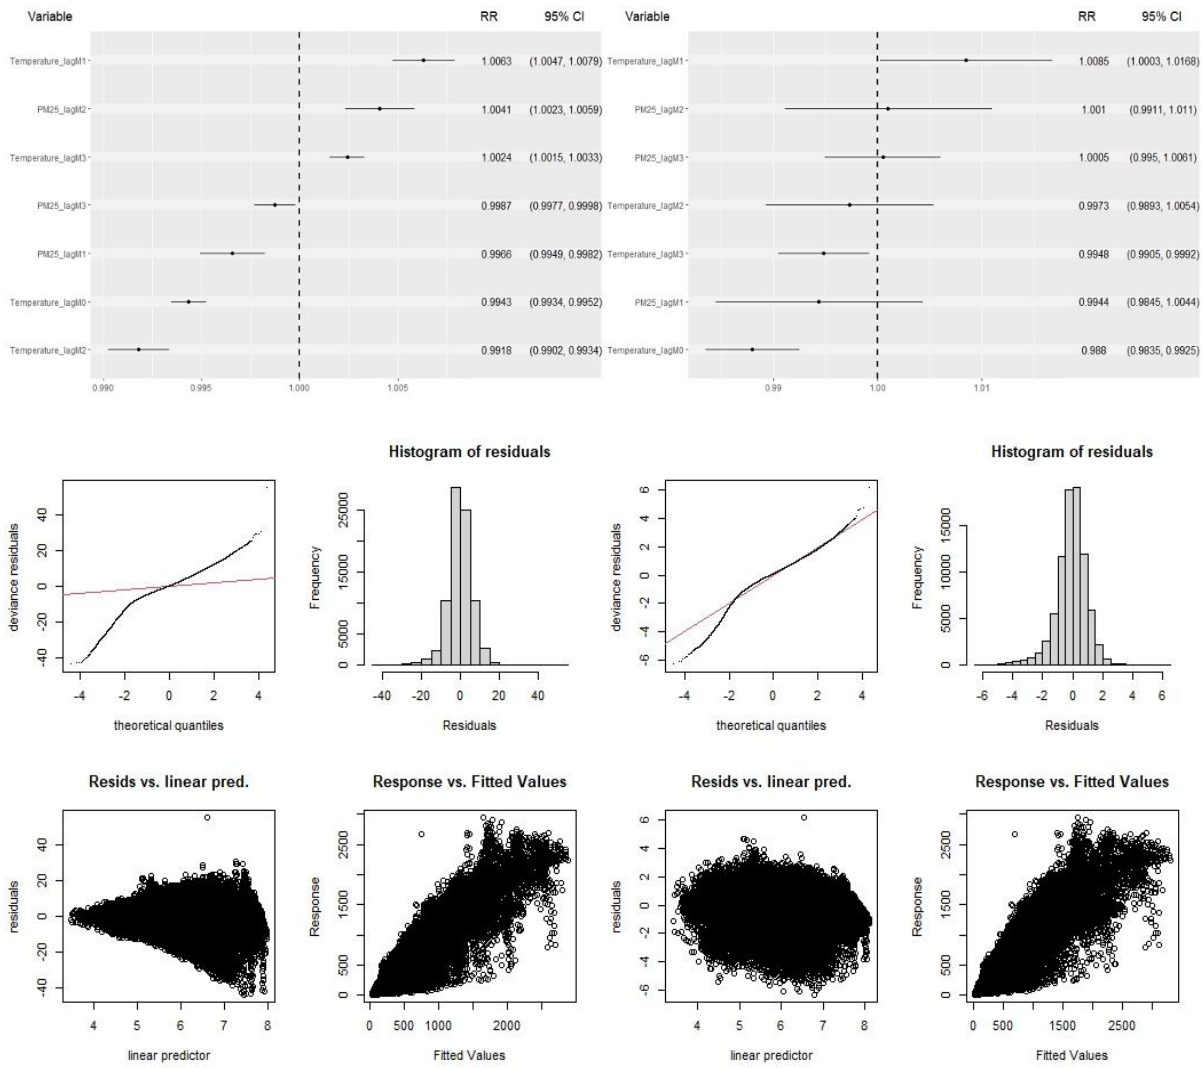 Variable RR 95% CI
Temperature_lagM1 1.0063 (1.0047, 1.0079)
PM25_lagM2 1.0041 (1.0023, 1.0059)
Temperature_lagM3 1.0024 (1.0015, 1.0033)
PM25_lagM3 0.9987 (0.9977, 0.9998)
PM25_lagM1 0.9966 (0.9949, 0.9982)
Temperature_lagM0 0.9943 (0.9934, 0.9952)
Temperature_lagM2 0.9918 (0.9902, 0.9934)
0.990 0.995 1.000 1.005
Variable RR 95% CI
Temperature_lagM1 1.0085 (1.0003, 1.0168)
PM25_lagM2 1.001 (0.9911, 1.011)
PM25_lagM3 1.0005 (0.995, 1.0061)
Temperature_lagM2 0.9973 (0.9893, 1.0054)
Temperature_lagM3 0.9948 (0.9905, 0.9992)
PM25_lagM1 0.9944 (0.9845, 1.0044)
Temperature_lagM0 0.988 (0.9835, 0.9925)
0.99 1.00 1.01
deviance residuals
40
20
0
-20
-40
-4 -2 0 2 4
theoretical quantiles
Histogram of residuals
Frequency
25000
15000
5000
0
-40 -20 0 20 40
Residuals
deviance residuals
6
4
2
0
-2
-4
-6
-4 -2 0 2 4
theoretical quantiles
Histogram of residuals
Frequency
15000
10000
5000
0
-6 -4 -2 0 2 4 6
Residuals
Resids vs. linear pred.
residuals
40
20
0
-20
-40
4 5 6 7 8
linear predictor
Response vs. Fitted Values
Response
2500
1500
500
0
0 500 1000 2000
Fitted Values
Resids vs. linear pred.
residuals
6
4
2
0
-2
-4
-6
4 5 6 7 8
linear predictor
Response vs. Fitted Values
Response
2500
1500
500
0
0 500 1500 2500
Fitted Values